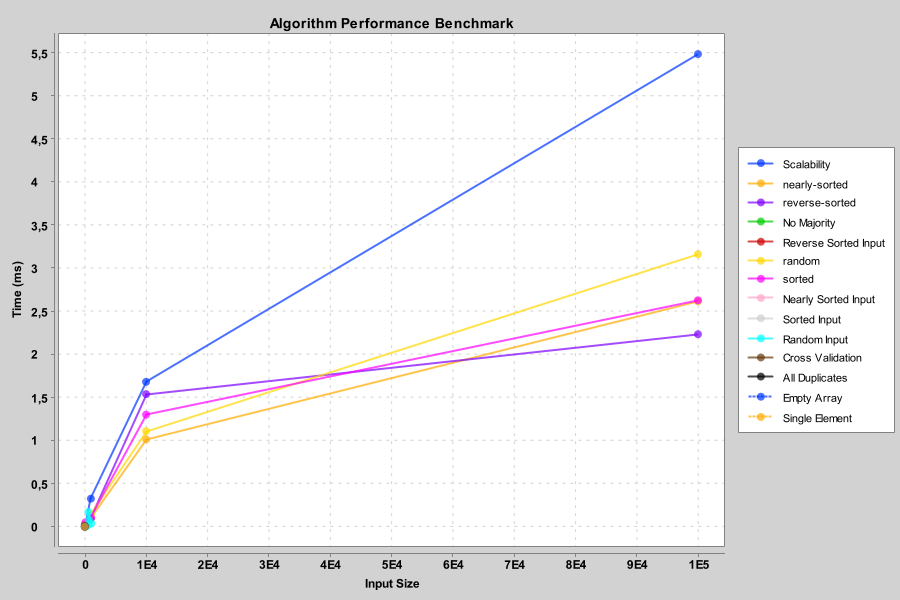 Algorithm Performance Benchmark
5,5
5
4,5
4
3,5
3
2,5
2
1,5
1
0,5
0
Time (ms)
0 1E4 2E4 3E4 4E4 5E4 6E4 7E4 8E4 9E4 1E5
Input Size
Scalability
nearly-sorted
reverse-sorted
No Majority
Reverse Sorted Input
random
sorted
Nearly Sorted Input
Sorted Input
Random Input
Cross Validation
All Duplicates
Empty Array
Single Element